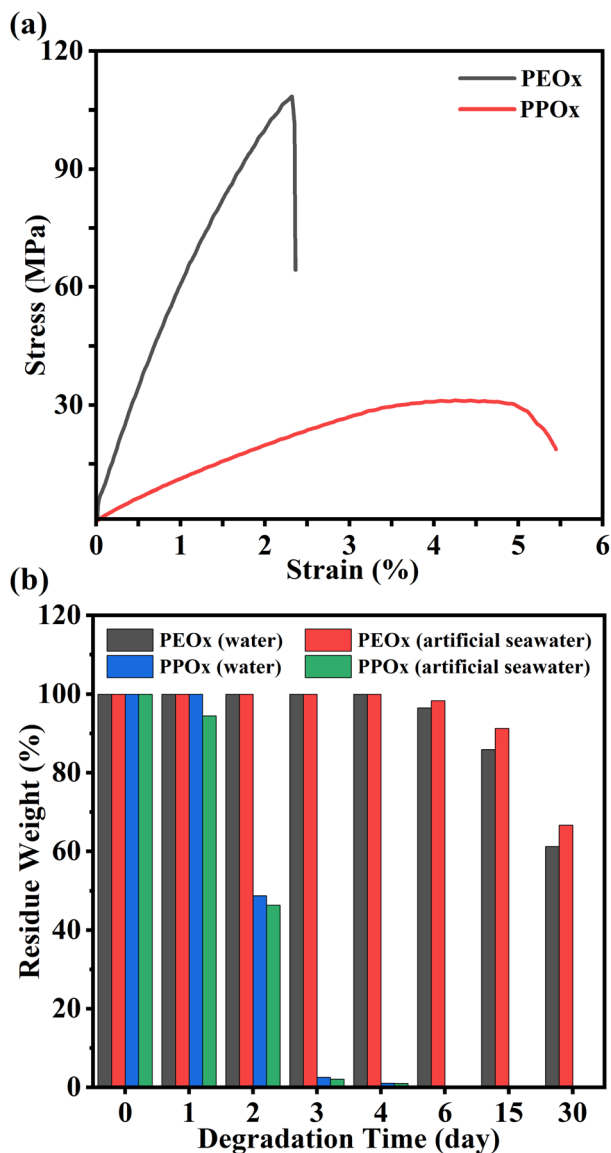 (a)
120
90
60
30
0
Stress (MPa)
PEOx
PPOx
0 1 2 3 4 5 6
Strain (%)
(b)
120
100
80
60
40
20
0
Residue Weight (%)
PEOx (water) PEOx (artificial seawater)
PPOx (water) PPOx (artificial seawater)
0 1 2 3 4 6 15 30
Degradation Time (day)